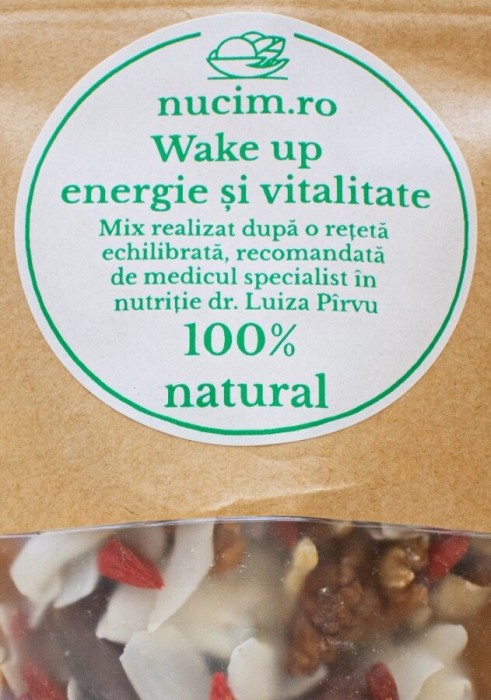 nucim.ro
Wake up
energie și vitalitate
Mix realizat după o rețetă
echilibrată, recomandată
de medicul specialist în
nutriție dr. Luiza Pîrvu
100%
natural